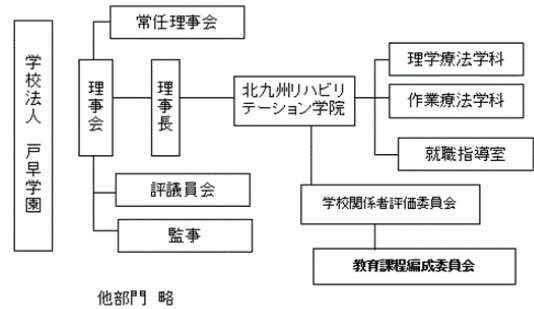 学校法人 戸早学園
常任理事会
理事会
理事長
評議員会
監事
北九州リハビリ
テーション学院
理学療法学科
作業療法学科
就職指導室
学校関係者評価委員会
教育課程編成委員会
他部門 略